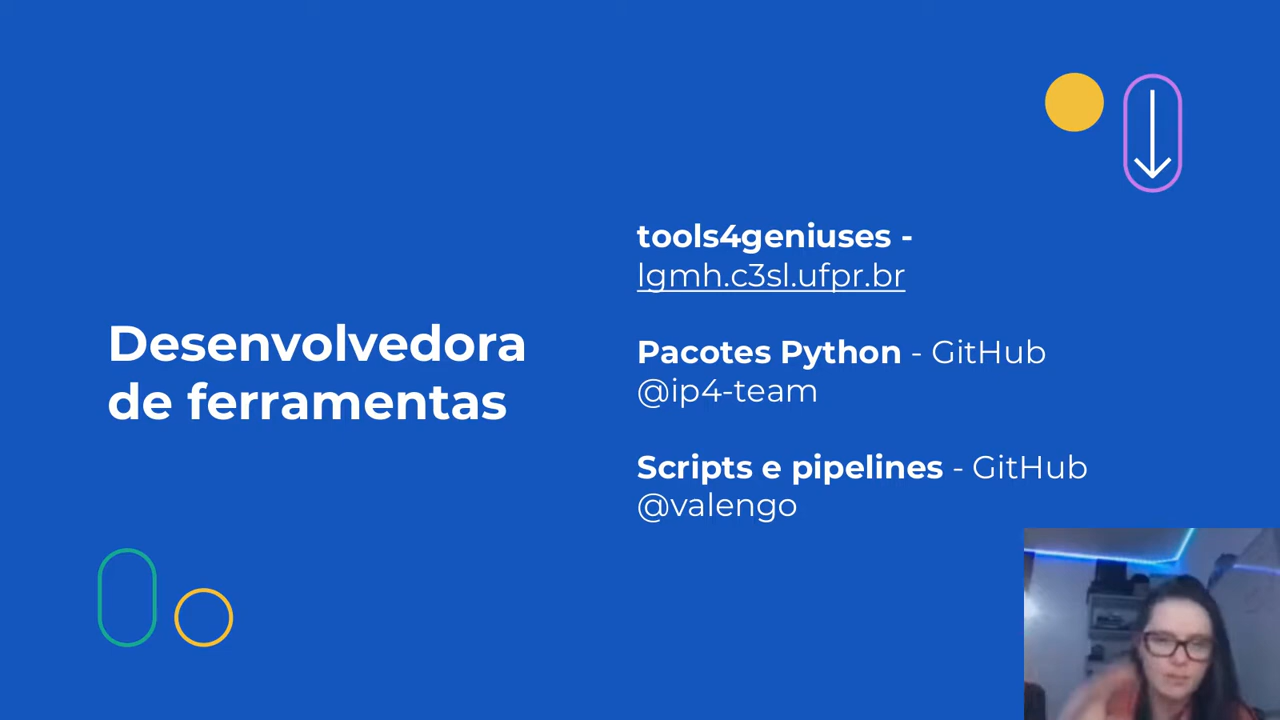 Desenvolvedora
de ferramentas
tools4geniuses -
lgmh.c3sl.ufpr.br
Pacotes Python - GitHub
@ip4-team
Scripts e pipelines - GitHub
@valengo